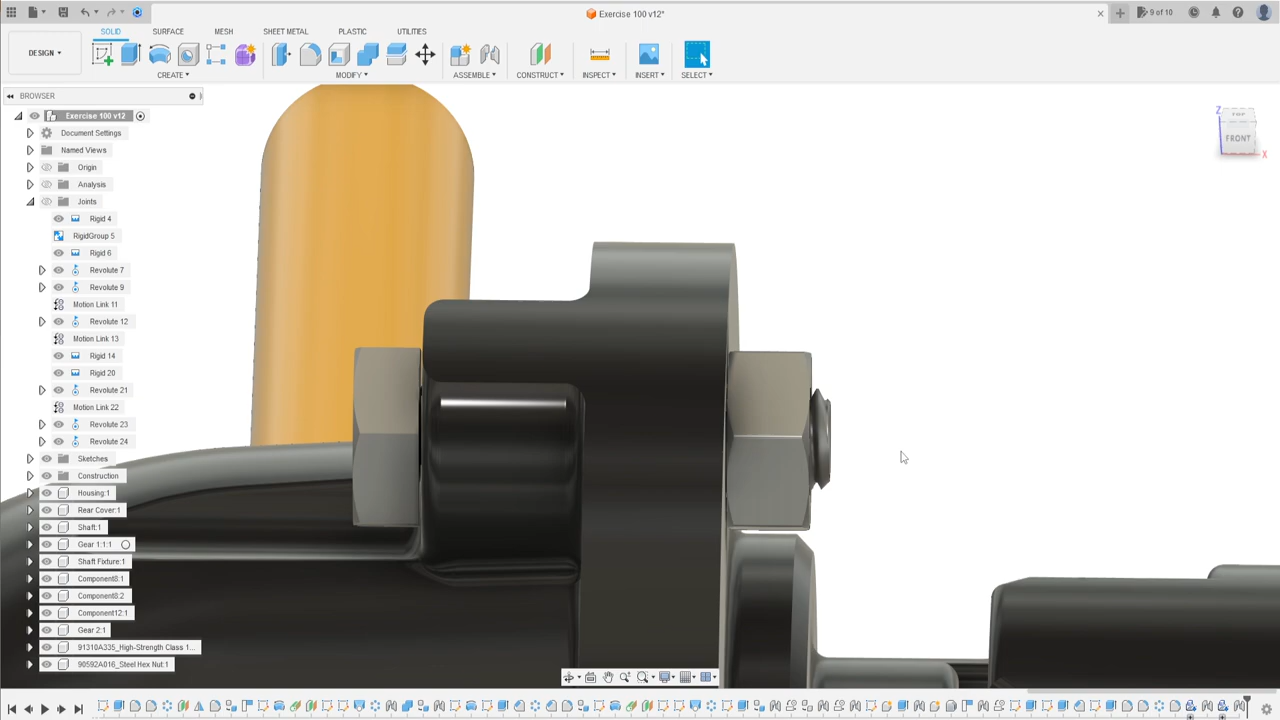 Exercise 100 v12*
9 of 10
DESIGN
SOLID
SURFACE
MESH
SHEET METAL
PLASTIC
UTILITIES
CREATE
MODIFY
ASSEMBLE
CONSTRUCT
INSPECT
INSERT
SELECT
BROWSER
Exercise 100 v12
Document Settings
Named Views
Origin
Analysis
Joints
Rigid 4
RigidGroup 5
Rigid 6
Revolute 7
Revolute 9
Motion Link 11
Revolute 12
Motion Link 13
Rigid 14
Rigid 20
Revolute 21
Motion Link 22
Revolute 23
Revolute 24
Sketches
Construction
Housing:1
Rear Cover:1
Shaft:1
Gear 1:1:1
Shaft Fixture:1
Component8:1
Component8:2
Component12:1
Gear 2:1
91310A335_High-Strength Class 1...
90592A016_Steel Hex Nut:1
Z
TOP
FRONT
X